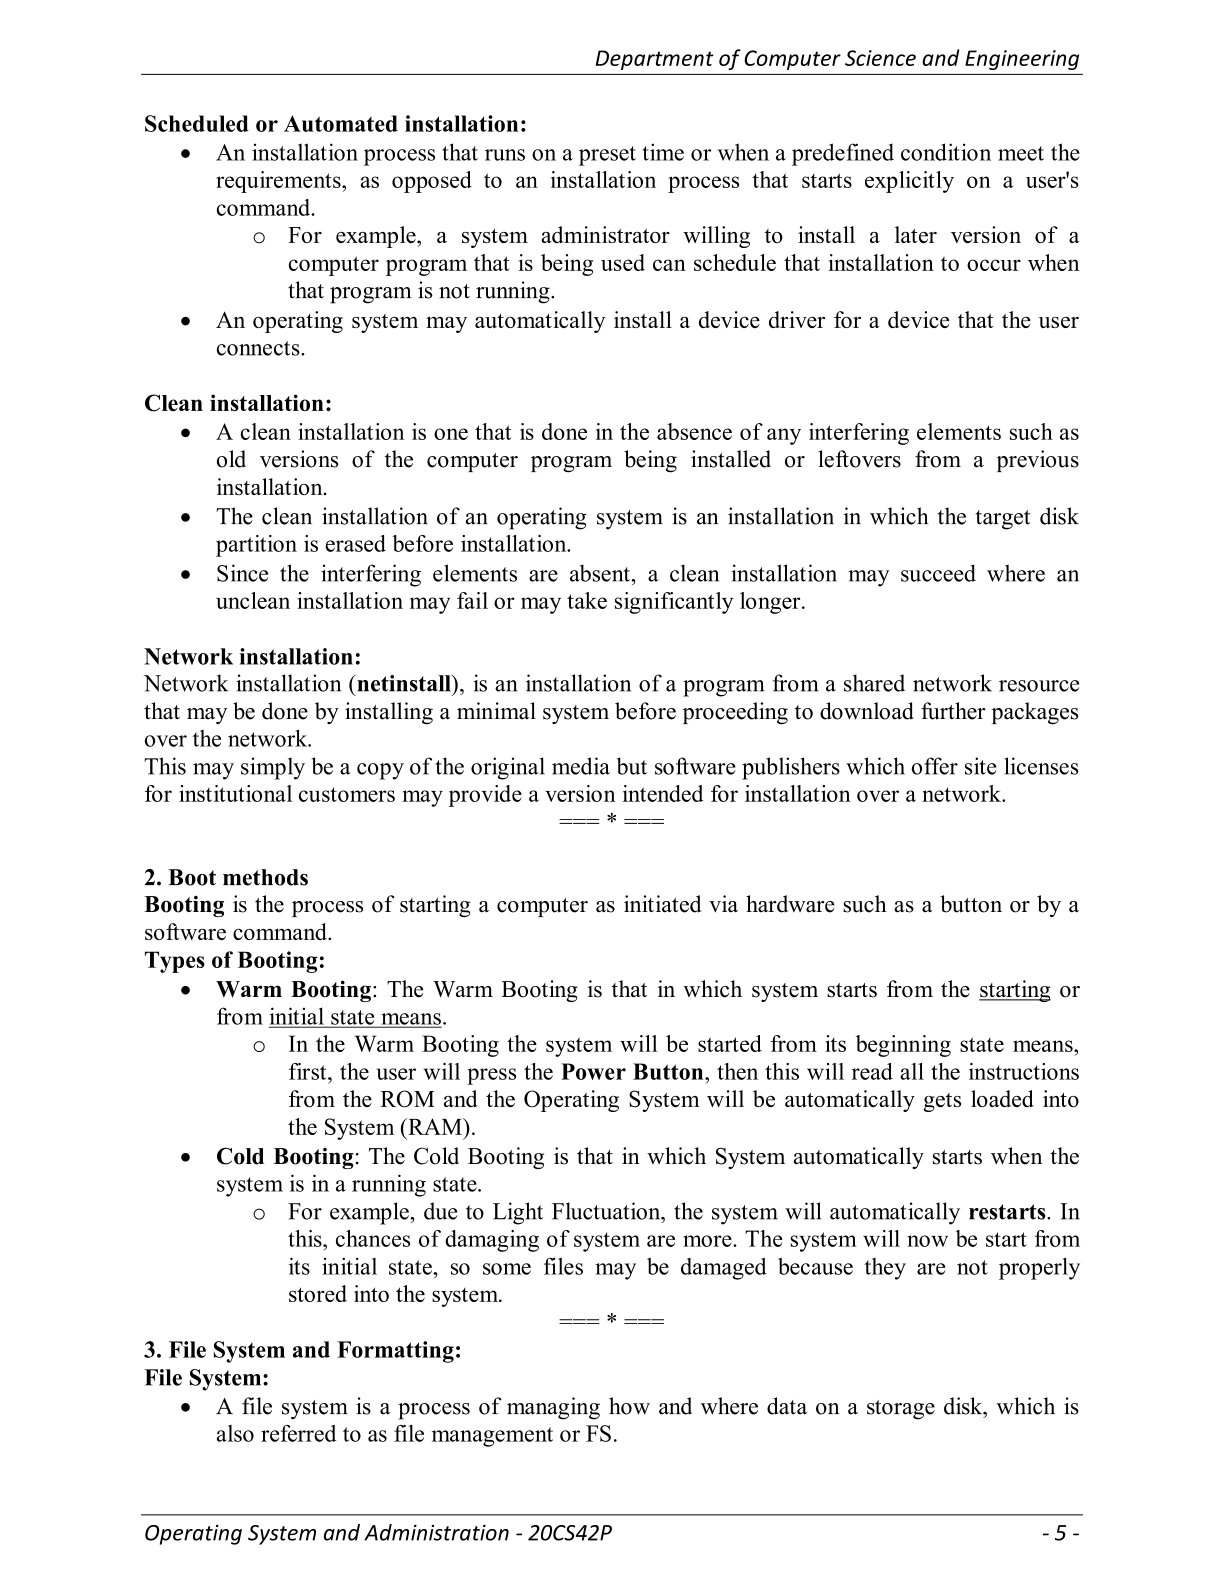 Department of Computer Science and Engineering
Scheduled or Automated installation:
• An installation process that runs on a preset time or when a predefined condition meet the
requirements, as opposed to an installation process that starts explicitly on a user's
command.
o For example, a system administrator willing to install a later version of a
computer program that is being used can schedule that installation to occur when
that program is not running.
• An operating system may automatically install a device driver for a device that the user
connects.
Clean installation:
• A clean installation is one that is done in the absence of any interfering elements such as
old versions of the computer program being installed or leftovers from a previous
installation.
• The clean installation of an operating system is an installation in which the target disk
partition is erased before installation.
• Since the interfering elements are absent, a clean installation may succeed where an
unclean installation may fail or may take significantly longer.
Network installation:
Network installation (netinstall), is an installation of a program from a shared network resource
that may be done by installing a minimal system before proceeding to download further packages
over the network.
This may simply be a copy of the original media but software publishers which offer site licenses
for institutional customers may provide a version intended for installation over a network.
=== * ===
2. Boot methods
Booting is the process of starting a computer as initiated via hardware such as a button or by a
software command.
Types of Booting:
• Warm Booting: The Warm Booting is that in which system starts from the starting or
from initial state means.
o In the Warm Booting the system will be started from its beginning state means,
first, the user will press the Power Button, then this will read all the instructions
from the ROM and the Operating System will be automatically gets loaded into
the System (RAM).
• Cold Booting: The Cold Booting is that in which System automatically starts when the
system is in a running state.
o For example, due to Light Fluctuation, the system will automatically restarts. In
this, chances of damaging of system are more. The system will now be start from
its initial state, so some files may be damaged because they are not properly
stored into the system.
=== * ===
3. File System and Formatting:
File System:
• A file system is a process of managing how and where data on a storage disk, which is
also referred to as file management or FS.
Operating System and Administration - 20CS42P - 5 -